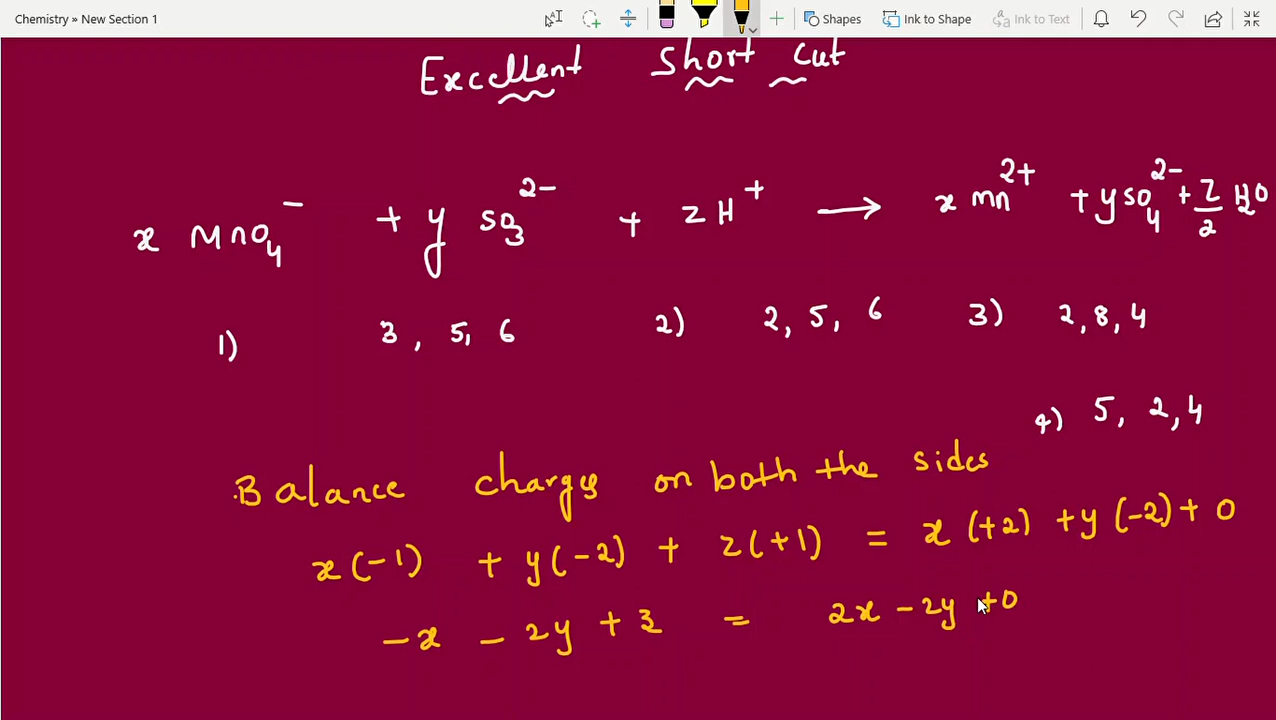 Chemistry » New Section 1
Shapes Ink to Shape Ink to Text
Excellent Short Cut
x MnO₄⁻ + y SO₃²⁻ + zH⁺ → x mn²⁺ + y SO₄²⁻ + z/2 H₂O
1) 3, 5, 6 2) 2, 5, 6 3) 2, 8, 4
4) 5, 2, 4
Balance charges on both the sides
x(-1) + y(-2) + z(+1) = x(+2) + y(-2) + 0
-x - 2y + z = 2x - 2y + 0